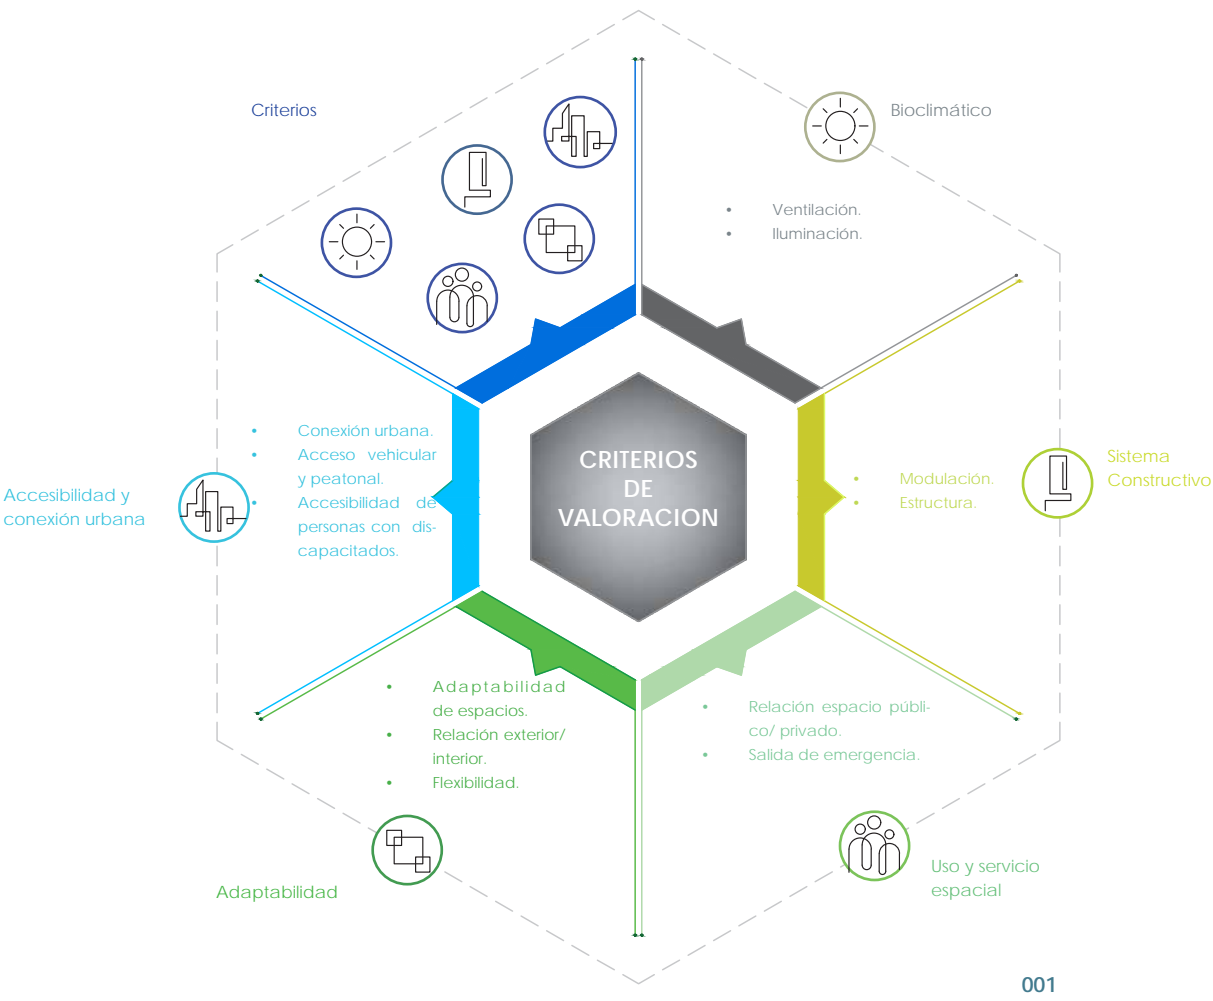 Criterios
Bioclimático
•	Ventilación.
•	Iluminación.
Accesibilidad y
conexión urbana
•	Conexión urbana.
•	Acceso vehicular
y peatonal.
•	Accesibilidad de
personas con dis-
capacitados.
CRITERIOS
DE
VALORACION
•	Modulación.
•	Estructura.
Sistema
Constructivo
•	Adaptabilidad
de espacios.
•	Relación exterior/
interior.
•	Flexibilidad.
Adaptabilidad
•	Relación espacio públi-
co/ privado.
•	Salida de emergencia.
Uso y servicio
espacial
001